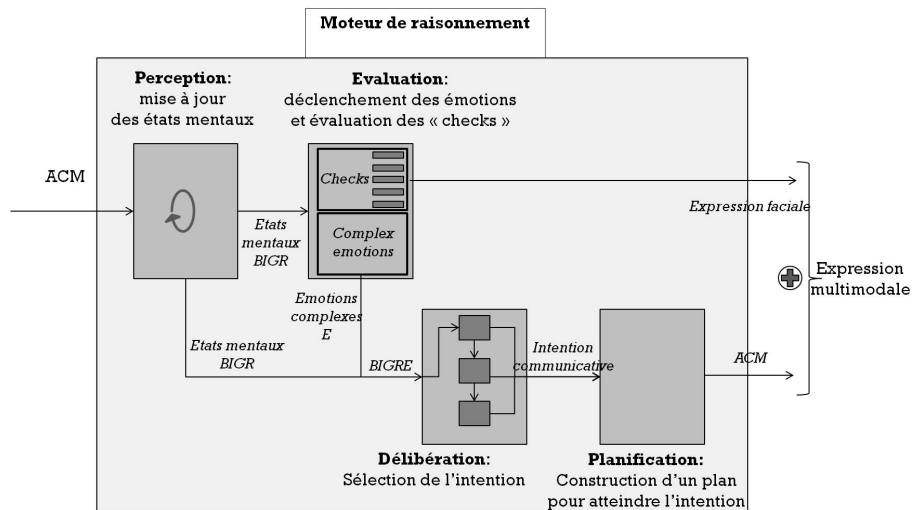 Moteur de raisonnement
Perception:
mise à jour
des états mentaux
Evaluation:
déclenchement des émotions
et évaluation des « checks »
ACM
Checks
Complex
emotions
Etats
mentaux
BIGR
Expression faciale
Expression
multimodale
Emotions
complexes
E
Etats mentaux
BIGR
BIGRE
Intention
communicative
ACM
Délibération:
Sélection de l'intention
Planification:
Construction d'un plan
pour atteindre l'intention